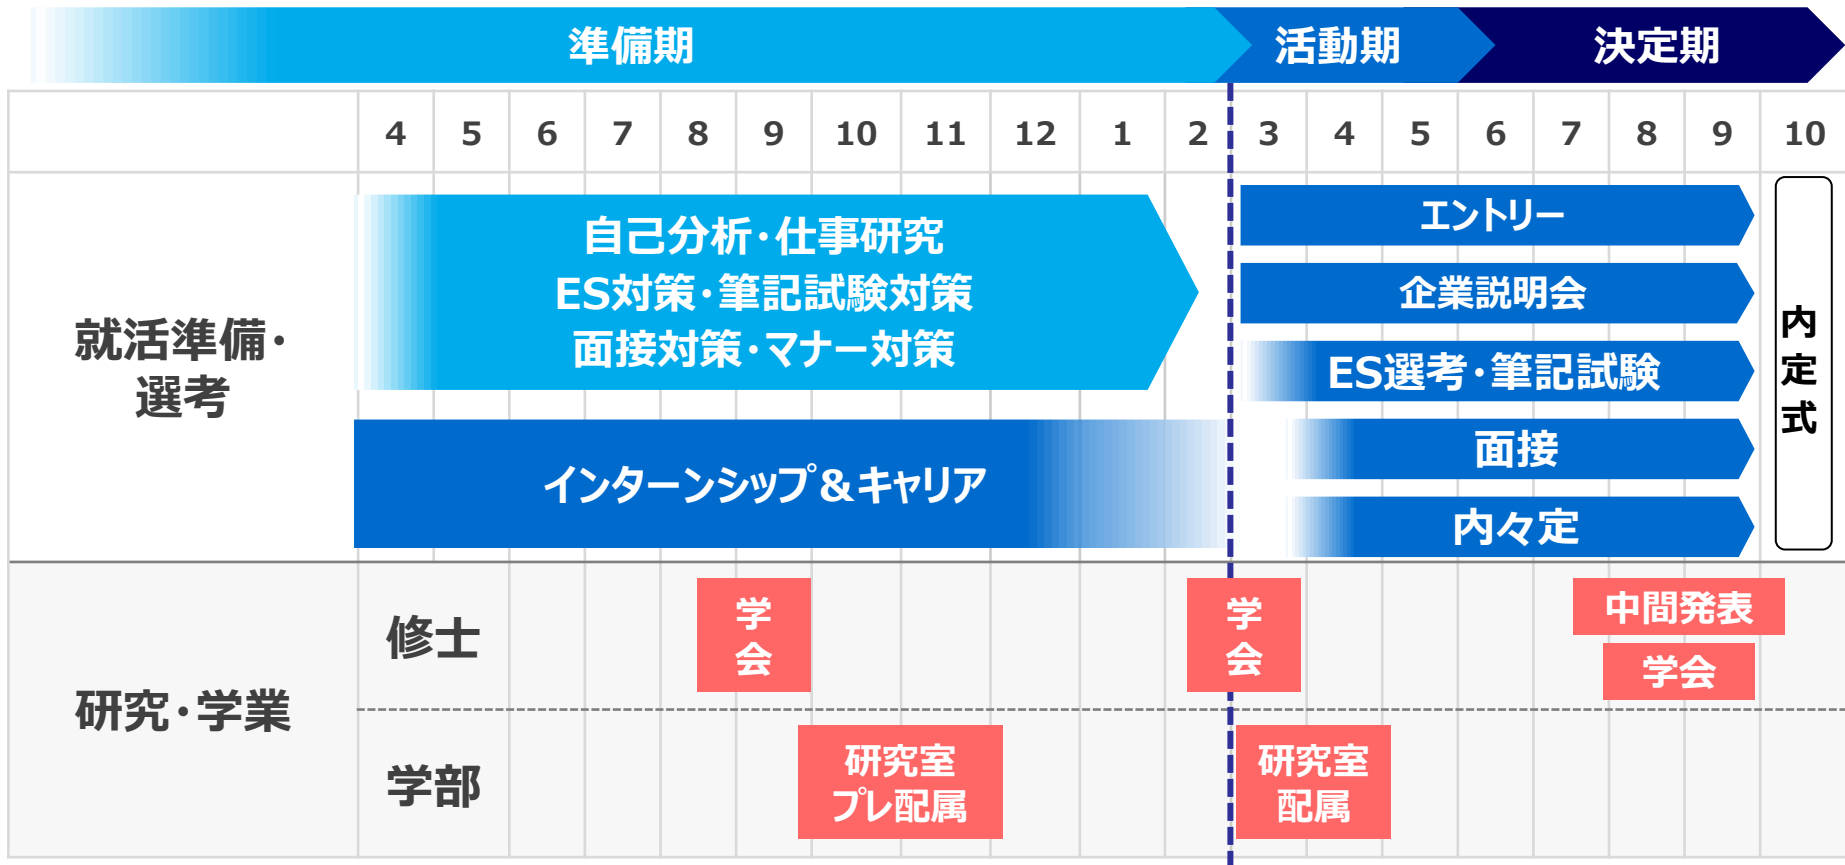 準備期
活動期
決定期
4 5 6 7 8 9 10 11 12 1 2 3 4 5 6 7 8 9 10
就活準備・
選考
自己分析・仕事研究
ES対策・筆記試験対策
面接対策・マナー対策
インターンシップ＆キャリア
エントリー
企業説明会
ES選考・筆記試験
面接
内々定
内定式
研究・学業
修士
学会
学会
中間発表
学会
学部
研究室
プレ配属
研究室
配属